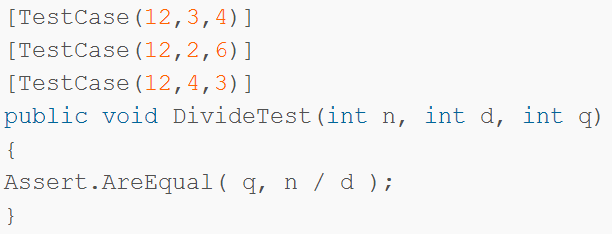 [TestCase(12,3,4)]
[TestCase(12,2,6)]
[TestCase(12,4,3)]
public void DivideTest(int n, int d, int q)
{
Assert.AreEqual( q, n / d );
}